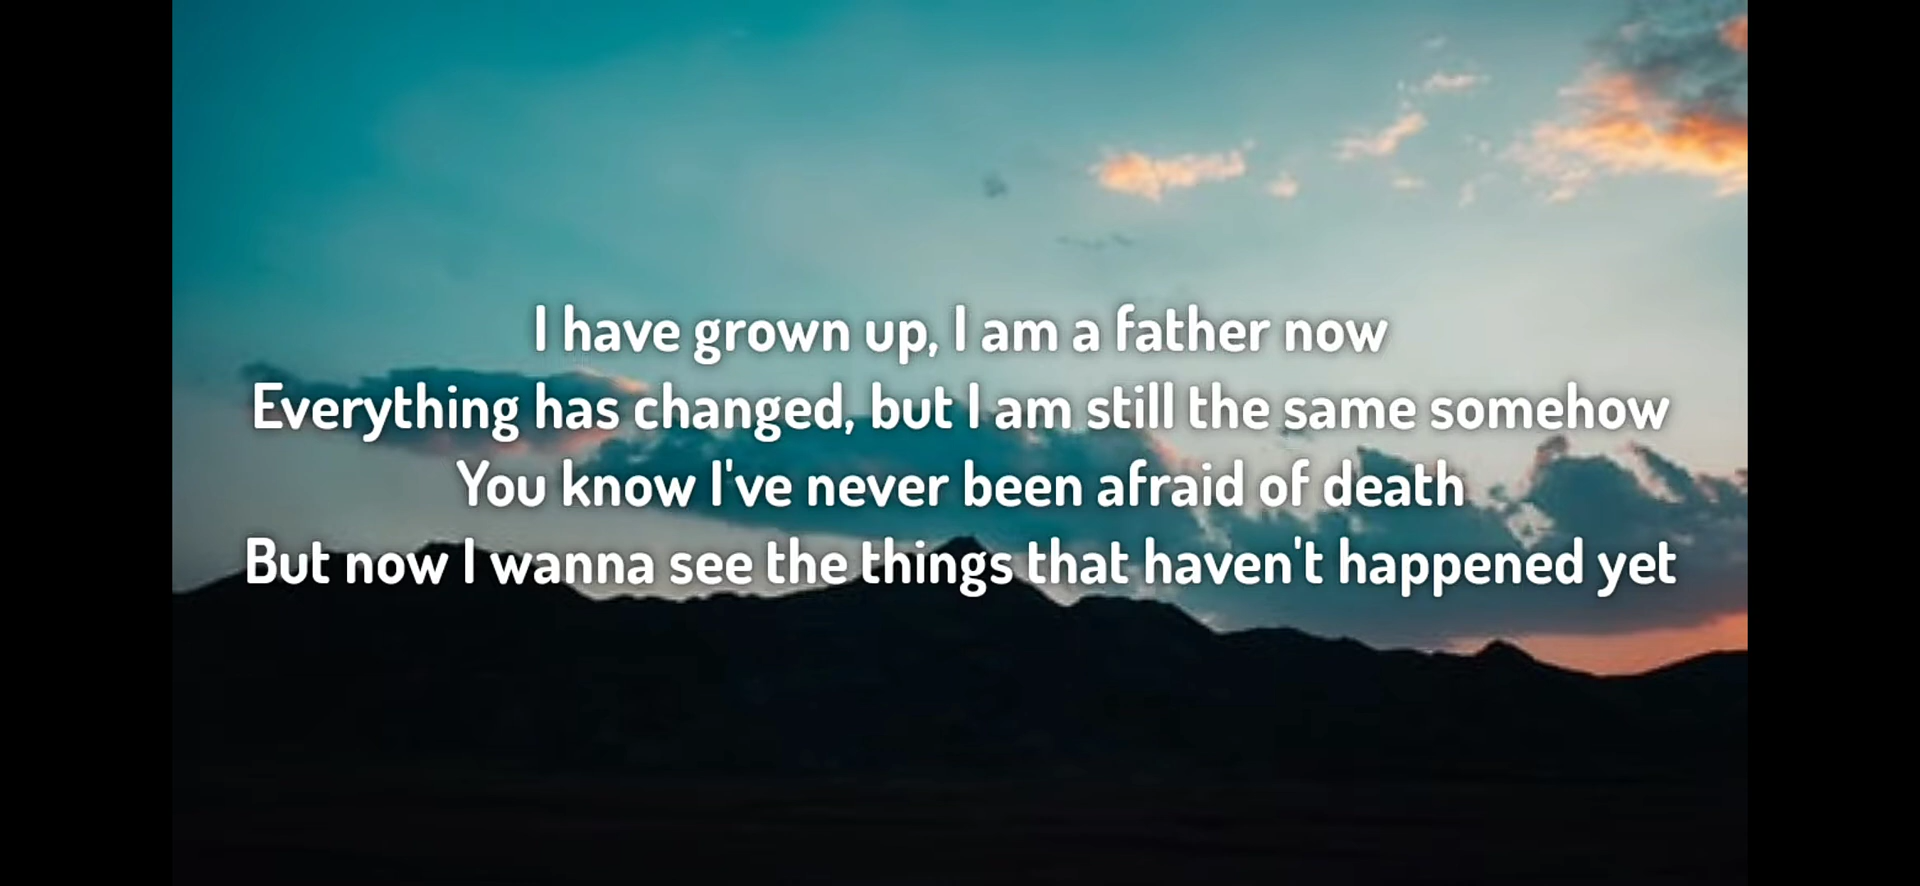 I have grown up, I am a father now
Everything has changed, but I am still the same somehow
You know I've never been afraid of death
But now I wanna see the things that haven't happened yet